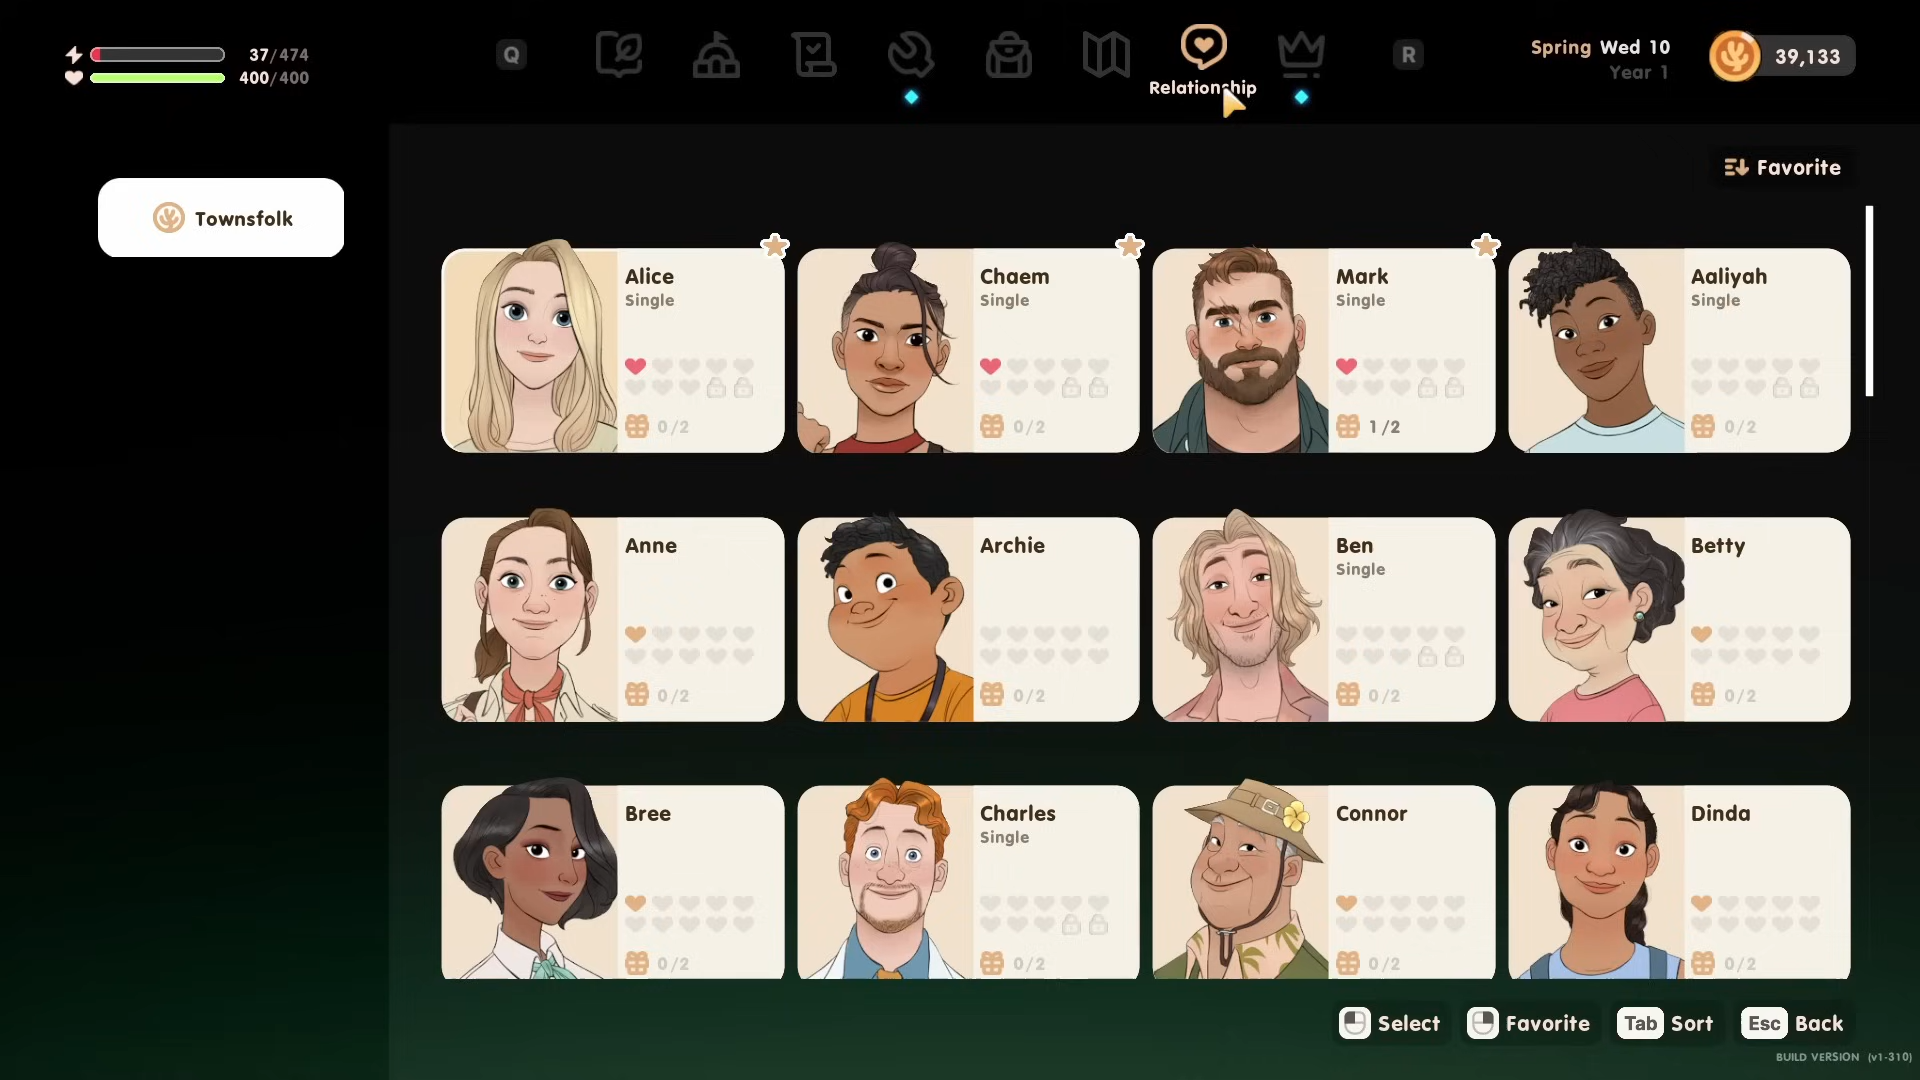 37/474
400/400
Q
Relationship
R
Spring Wed 10
Year 1
39,133
Townsfolk
Favorite
Alice
Single
0/2
Chaem
Single
0/2
Mark
Single
1/2
Aaliyah
Single
0/2
Anne
0/2
Archie
0/2
Ben
Single
0/2
Betty
0/2
Bree
0/2
Charles
Single
0/2
Connor
0/2
Dinda
0/2
Select
Favorite
Tab Sort
Esc Back
BUILD VERSION (v1-310)